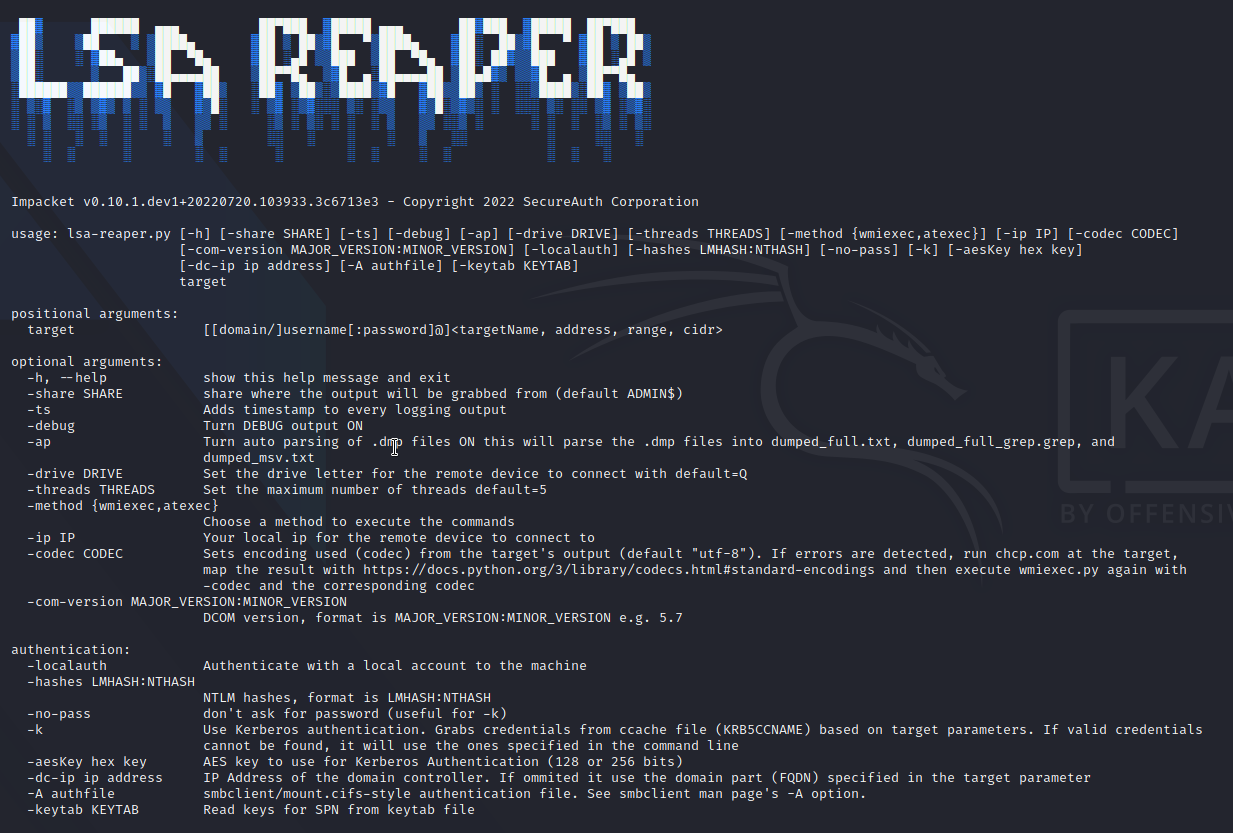 LSA REAPER
Impacket v0.10.1.dev1+20220720.103933.3c6713e3 - Copyright 2022 SecureAuth Corporation
usage: lsa-reaper.py [-h] [-share SHARE] [-ts] [-debug] [-ap] [-drive DRIVE] [-threads THREADS] [-method {wmiexec,atexec}] [-ip IP] [-codec CODEC]
[-com-version MAJOR_VERSION:MINOR_VERSION] [-localauth] [-hashes LMHASH:NTHASH] [-no-pass] [-k] [-aesKey hex key]
[-dc-ip ip address] [-A authfile] [-keytab KEYTAB]
target
positional arguments:
target [[domain/]username[:password]@]<targetName, address, range, cidr>
optional arguments:
-h, --help show this help message and exit
-share SHARE share where the output will be grabbed from (default ADMIN$)
-ts Adds timestamp to every logging output
-debug Turn DEBUG output ON
-ap Turn auto parsing of .dmp files ON this will parse the .dmp files into dumped_full.txt, dumped_full_grep.grep, and
dumped_msv.txt
-drive DRIVE Set the drive letter for the remote device to connect with default=Q
-threads THREADS Set the maximum number of threads default=5
-method {wmiexec,atexec}
Choose a method to execute the commands
-ip IP Your local ip for the remote device to connect to
-codec CODEC Sets encoding used (codec) from the target's output (default "utf-8"). If errors are detected, run chcp.com at the target,
map the result with https://docs.python.org/3/library/codecs.html#standard-encodings and then execute wmiexec.py again with
-codec and the corresponding codec
-com-version MAJOR_VERSION:MINOR_VERSION
DCOM version, format is MAJOR_VERSION:MINOR_VERSION e.g. 5.7
authentication:
-localauth Authenticate with a local account to the machine
-hashes LMHASH:NTHASH
NTLM hashes, format is LMHASH:NTHASH
-no-pass don't ask for password (useful for -k)
-k Use Kerberos authentication. Grabs credentials from ccache file (KRB5CCNAME) based on target parameters. If valid credentials
cannot be found, it will use the ones specified in the command line
-aesKey hex key AES key to use for Kerberos Authentication (128 or 256 bits)
-dc-ip ip address IP Address of the domain controller. If ommited it use the domain part (FQDN) specified in the target parameter
-A authfile smbclient/mount.cifs-style authentication file. See smbclient man page's -A option.
-keytab KEYTAB Read keys for SPN from keytab file
KA
BY OFFENSIV